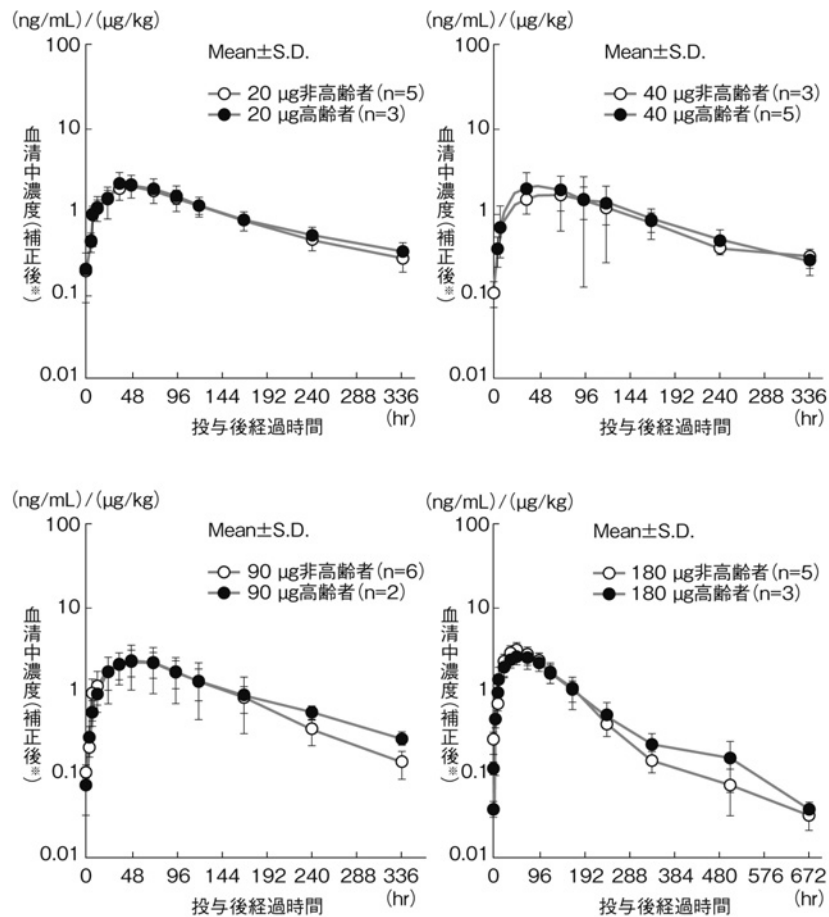 (ng/mL)/(μg/kg)
Mean±S.D.
20 μg非高齢者(n=5)
20 μg高齢者(n=3)
血清中濃度(補正後※)
100
10
1
0.1
0.01
0 48 96 144 192 240 288 336
(hr)
投与後経過時間
(ng/mL)/(μg/kg)
Mean±S.D.
40 μg非高齢者(n=3)
40 μg高齢者(n=5)
血清中濃度(補正後※)
100
10
1
0.1
0.01
0 48 96 144 192 240 288 336
(hr)
投与後経過時間
(ng/mL)/(μg/kg)
Mean±S.D.
90 μg非高齢者(n=6)
90 μg高齢者(n=2)
血清中濃度(補正後※)
100
10
1
0.1
0.01
0 48 96 144 192 240 288 336
(hr)
投与後経過時間
(ng/mL)/(μg/kg)
Mean±S.D.
180 μg非高齢者(n=5)
180 μg高齢者(n=3)
血清中濃度(補正後※)
100
10
1
0.1
0.01
0 96 192 288 384 480 576 672
(hr)
投与後経過時間